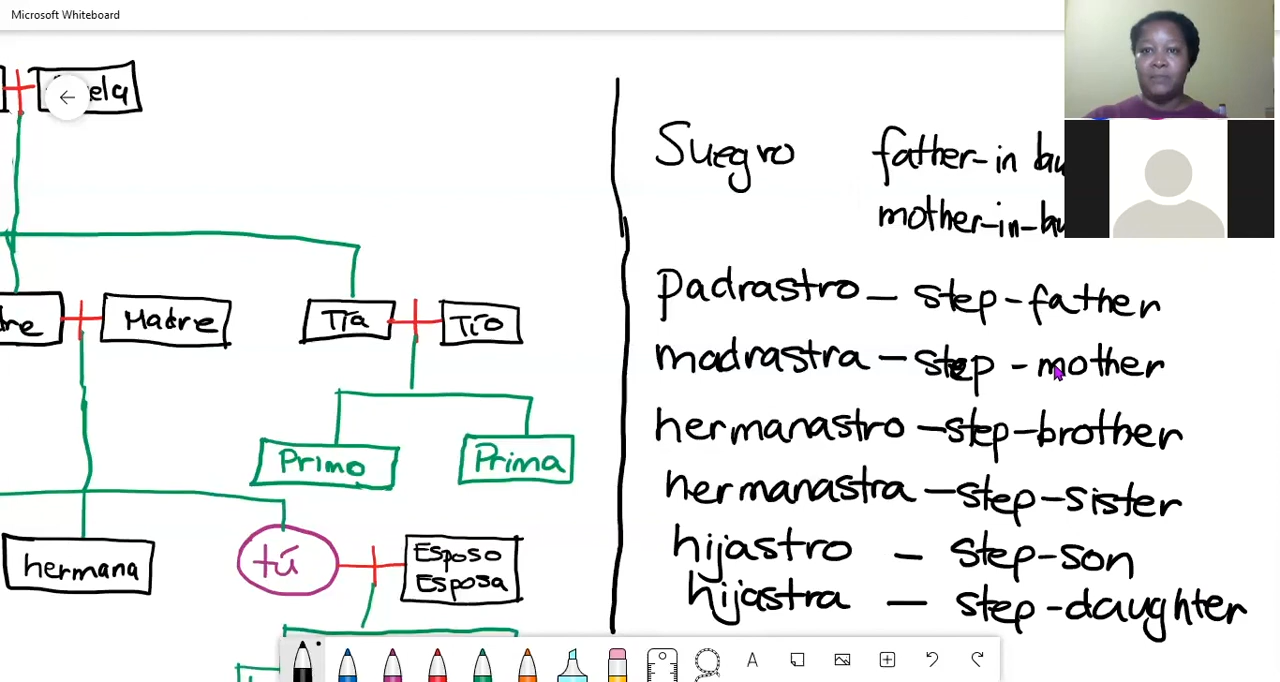 Microsoft Whiteboard
Suegro father-in
mother-in-
padrastro - step-father
madrastra - step-mother
hermanastro - step-brother
hermanastra - step-sister
hijastro - step-son
hijastra - step-daughter
Madre
Tía
Tío
Primo
Prima
hermana
tú
Esposo
Esposa
A